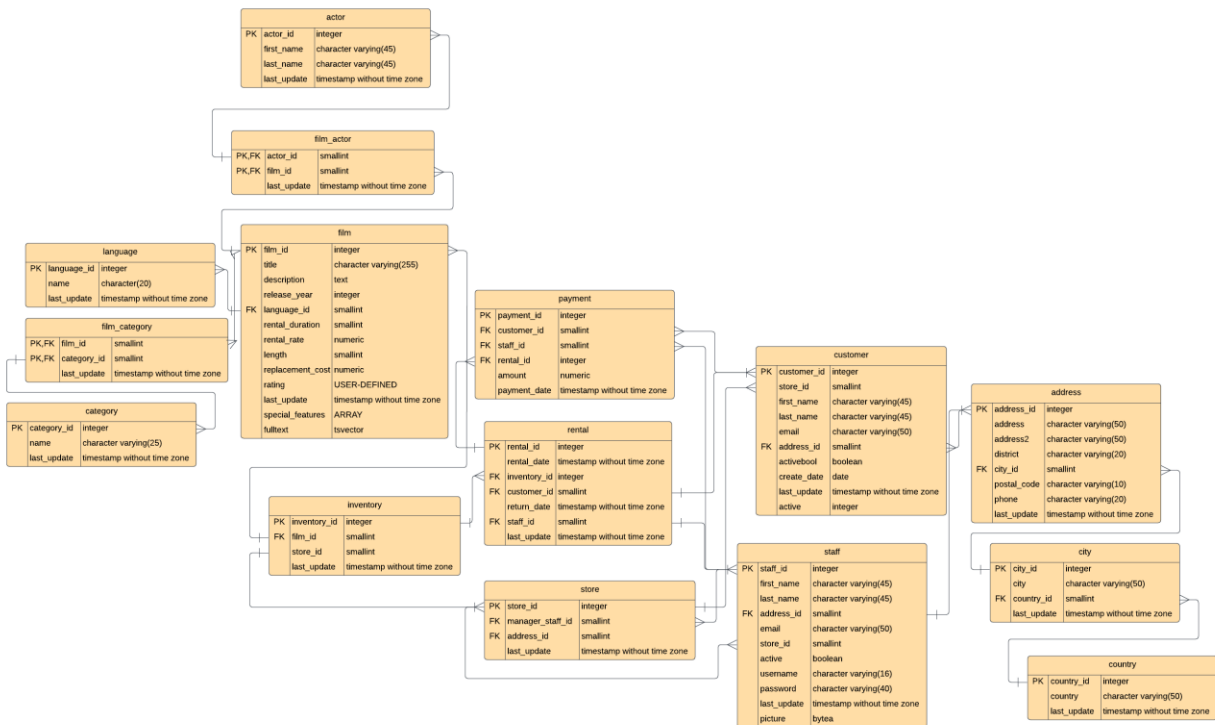 actor
PK actor_id integer
first_name character varying(45)
last_name character varying(45)
last_update timestamp without time zone
film_actor
PK,FK actor_id smallint
PK,FK film_id smallint
last_update timestamp without time zone
film
PK film_id integer
title character varying(255)
description text
release_year integer
FK language_id smallint
rental_duration smallint
rental_rate numeric
length smallint
replacement_cost numeric
rating USER-DEFINED
last_update timestamp without time zone
special_features ARRAY
fulltext tsvector
language
PK language_id integer
name character(20)
last_update timestamp without time zone
film_category
PK,FK film_id smallint
PK,FK category_id smallint
last_update timestamp without time zone
category
PK category_id integer
name character varying(25)
last_update timestamp without time zone
payment
PK payment_id integer
FK customer_id smallint
FK staff_id smallint
FK rental_id integer
amount numeric
payment_date timestamp without time zone
rental
PK rental_id integer
rental_date timestamp without time zone
FK inventory_id integer
FK customer_id smallint
return_date timestamp without time zone
FK staff_id smallint
last_update timestamp without time zone
inventory
PK inventory_id integer
FK film_id smallint
store_id smallint
last_update timestamp without time zone
store
PK store_id integer
FK manager_staff_id smallint
FK address_id smallint
last_update timestamp without time zone
customer
PK customer_id integer
store_id smallint
first_name character varying(45)
last_name character varying(45)
email character varying(50)
FK address_id smallint
activebool boolean
create_date date
last_update timestamp without time zone
active integer
staff
PK staff_id integer
first_name character varying(45)
last_name character varying(45)
FK address_id smallint
email character varying(50)
store_id smallint
active boolean
username character varying(16)
password character varying(40)
last_update timestamp without time zone
picture bytea
address
PK address_id integer
address character varying(50)
address2 character varying(50)
district character varying(20)
FK city_id smallint
postal_code character varying(10)
phone character varying(20)
last_update timestamp without time zone
city
PK city_id integer
city character varying(50)
FK country_id smallint
last_update timestamp without time zone
country
PK country_id integer
country character varying(50)
last_update timestamp without time zone